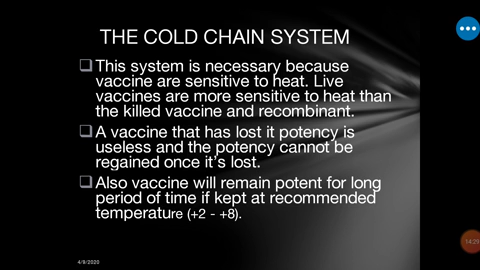 THE COLD CHAIN SYSTEM
This system is necessary because
vaccine are sensitive to heat. Live
vaccines are more sensitive to heat than
the killed vaccine and recombinant.
A vaccine that has lost it potency is
useless and the potency cannot be
regained once it's lost.
Also vaccine will remain potent for long
period of time if kept at recommended
temperature (+2 - +8).
4/9/2020
14:29